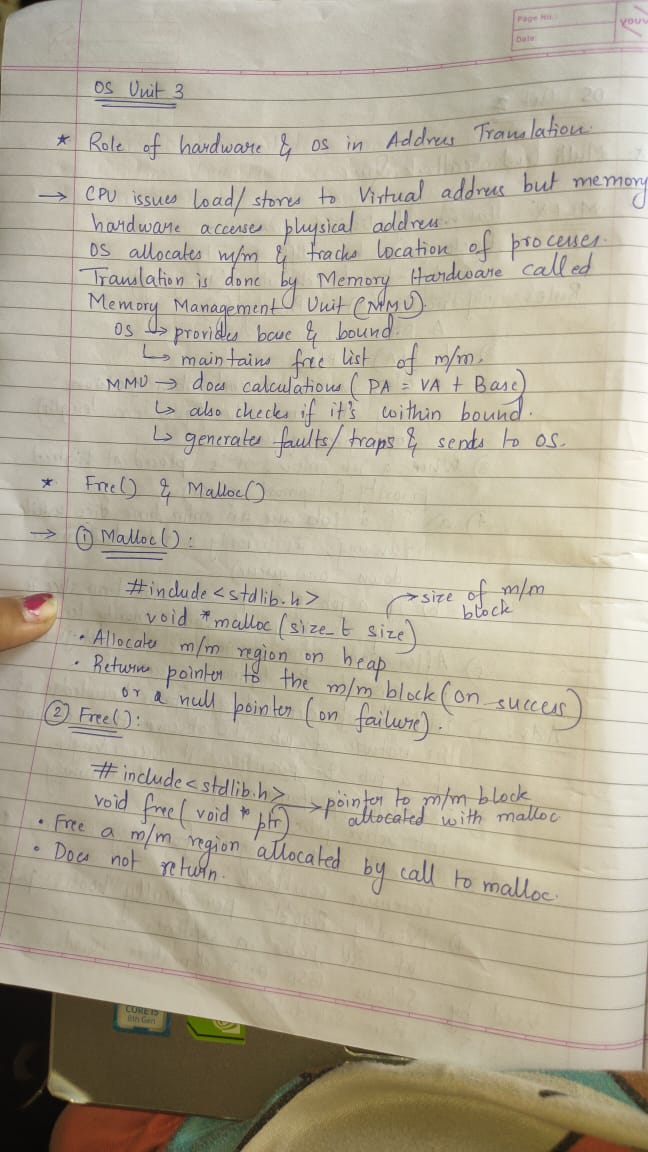 Page No.:
Date:
YOUV
OS Unit 3
* Role of hardware & OS in Address Translation.
→ CPU issues load/stores to Virtual address but memory
hardware accesses physical address.
OS allocates m/m & tracks location of processes.
Translation is done by Memory Hardware called
Memory Management Unit (MMU)
OS ↳ provides base & bound.
↳ maintains free list of m/m.
MMU → does calculations (PA = VA + Base)
↳ also checks if it's within bound.
↳ generates faults/traps & sends to OS.
* Free() & Malloc()
→ ① Malloc():
#include <stdlib.h>
→ size of m/m
block
void *malloc (size_t size)
• Allocates m/m region on heap
• Returns pointer to the m/m block (on success)
or a null pointer (on failure).
② Free():
#include <stdlib.h>
void free( void * ptr)
→ pointer to m/m block
allocated with malloc
• Free a m/m region allocated by call to malloc.
• Does not return.
CORE i5
8th Gen